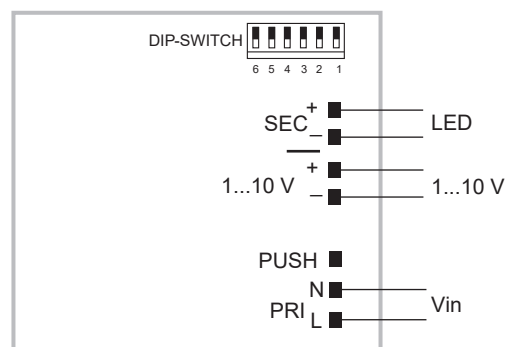 DIP-SWITCH
6 5 4 3 2 1
+
SEC LED
–
+
1...10 V 1...10 V
–
PUSH
N
PRI Vin
L